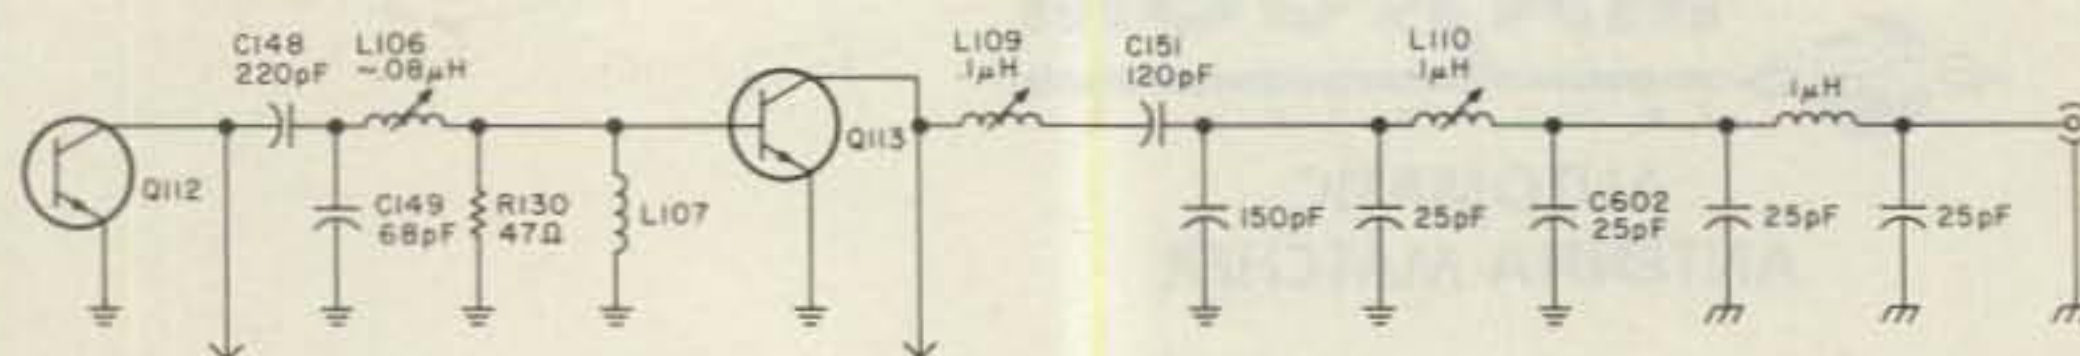 C148
220pF
L106
~.08µH
Q112
C149
68pF
R130
47Ω
L107
Q113
L109
.1µH
C151
120pF
150pF
25pF
L110
.1µH
C602
25pF
25pF
1µH
25pF